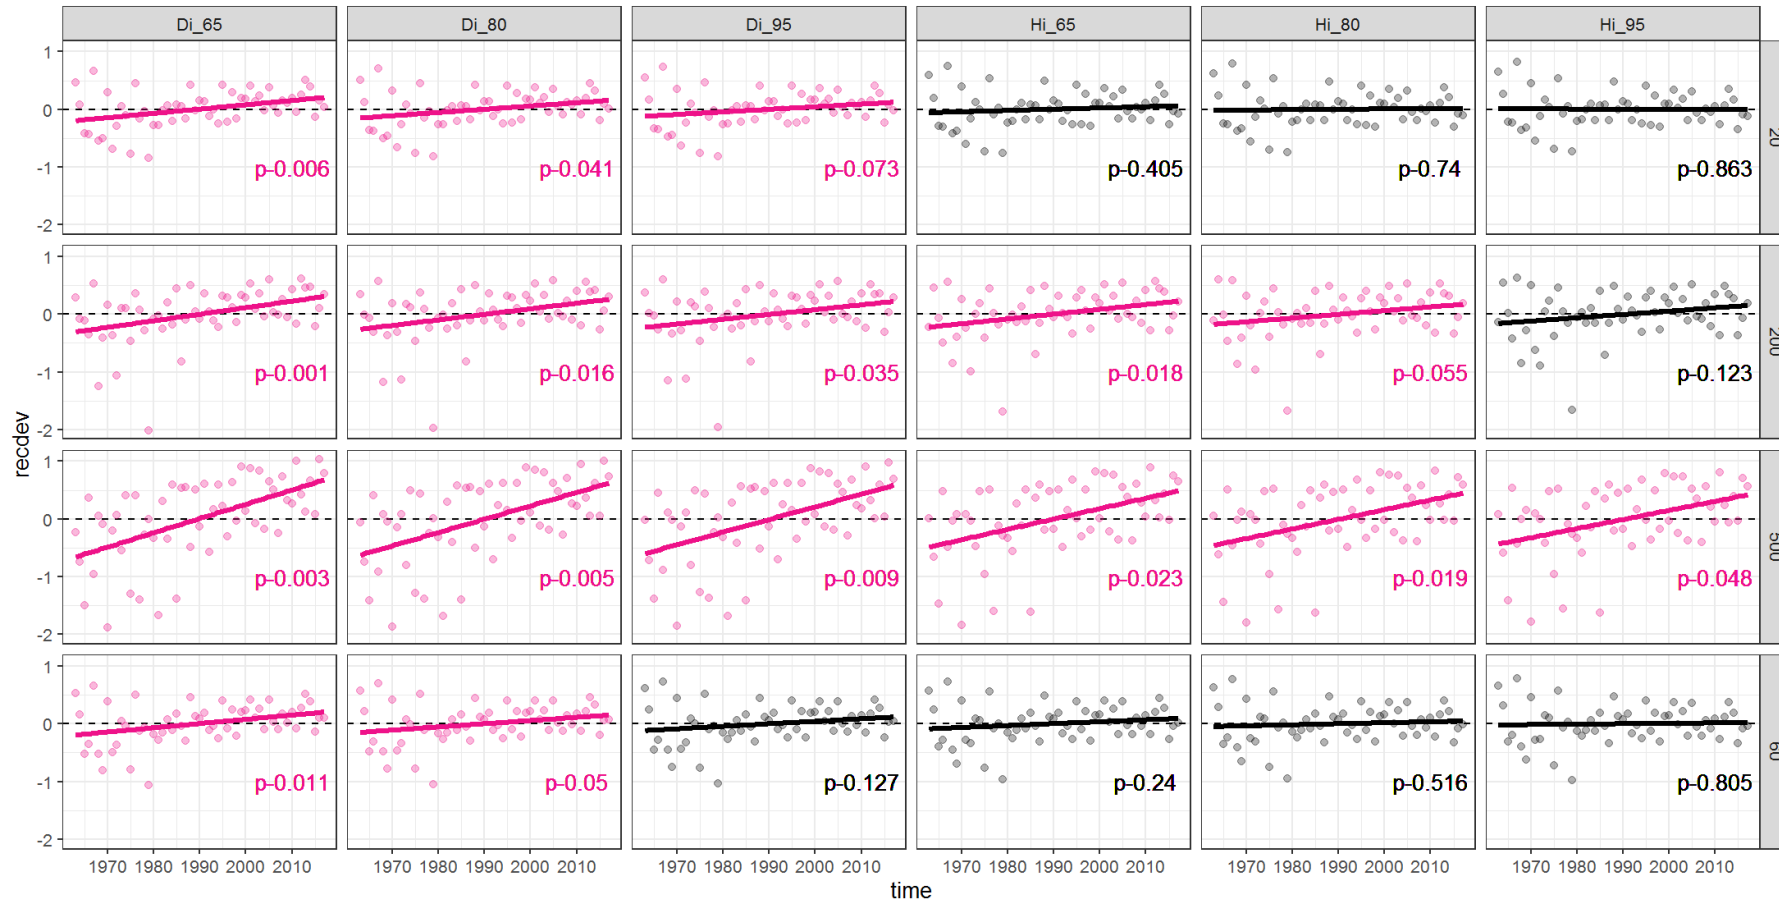 Di_65 Di_80 Di_95 Hi_65 Hi_80 Hi_95
1 0 -1 -2
p-0.006 p-0.041 p-0.073 p-0.405 p-0.74 p-0.863
20
1 0 -1 -2
p-0.001 p-0.016 p-0.035 p-0.018 p-0.055 p-0.123
200
recdev
1 0 -1 -2
p-0.003 p-0.005 p-0.009 p-0.023 p-0.019 p-0.048
500
1 0 -1 -2
p-0.011 p-0.05 p-0.127 p-0.24 p-0.516 p-0.805
60
1970 1980 1990 2000 2010 1970 1980 1990 2000 2010 1970 1980 1990 2000 2010 1970 1980 1990 2000 2010 1970 1980 1990 2000 2010 1970 1980 1990 2000 2010
time